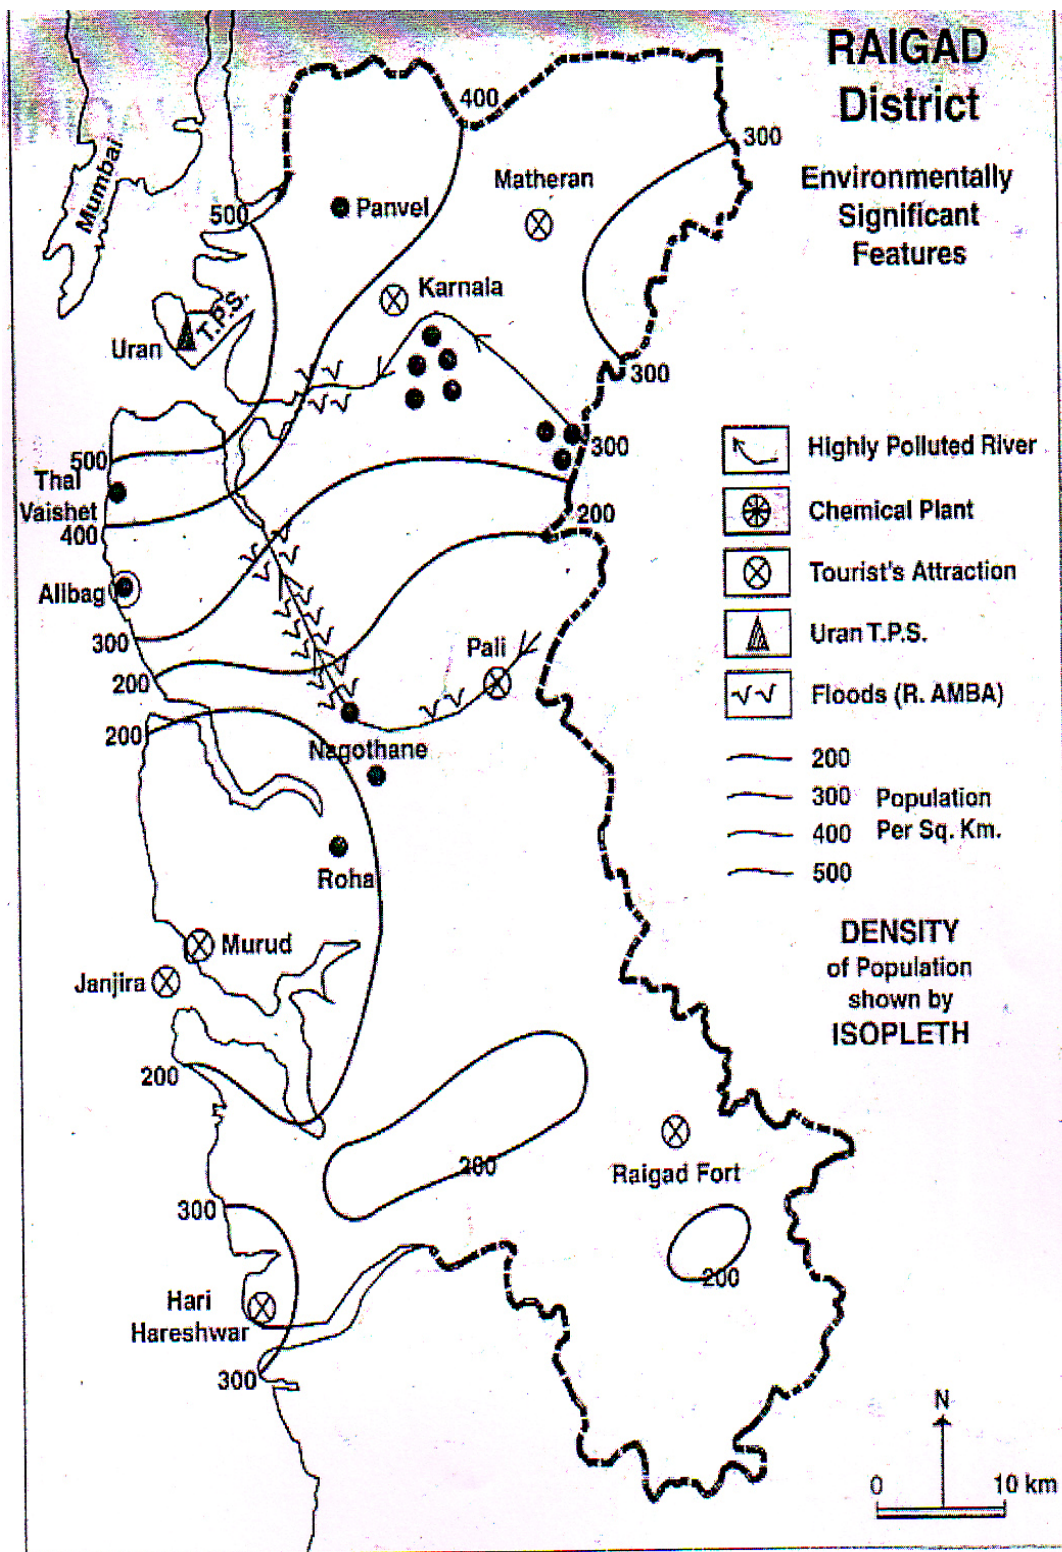 RAIGAD
District
Environmentally
Significant
Features
400
300
Matheran
Mumbai
500
Panvel
Karnala
T.P.S.
Uran
300
300
500
Thal
Vaishet
400
200
Alibag
300
Pali
200
200
Nagothane
Roha
Murud
Janjira
200
200
Raigad Fort
300
200
Hari
Hareshwar
300
Highly Polluted River
Chemical Plant
Tourist's Attraction
Uran T.P.S.
Floods (R. AMBA)
200
300 Population
400 Per Sq. Km.
500
DENSITY
of Population
shown by
ISOPLETH
N
0 10 km